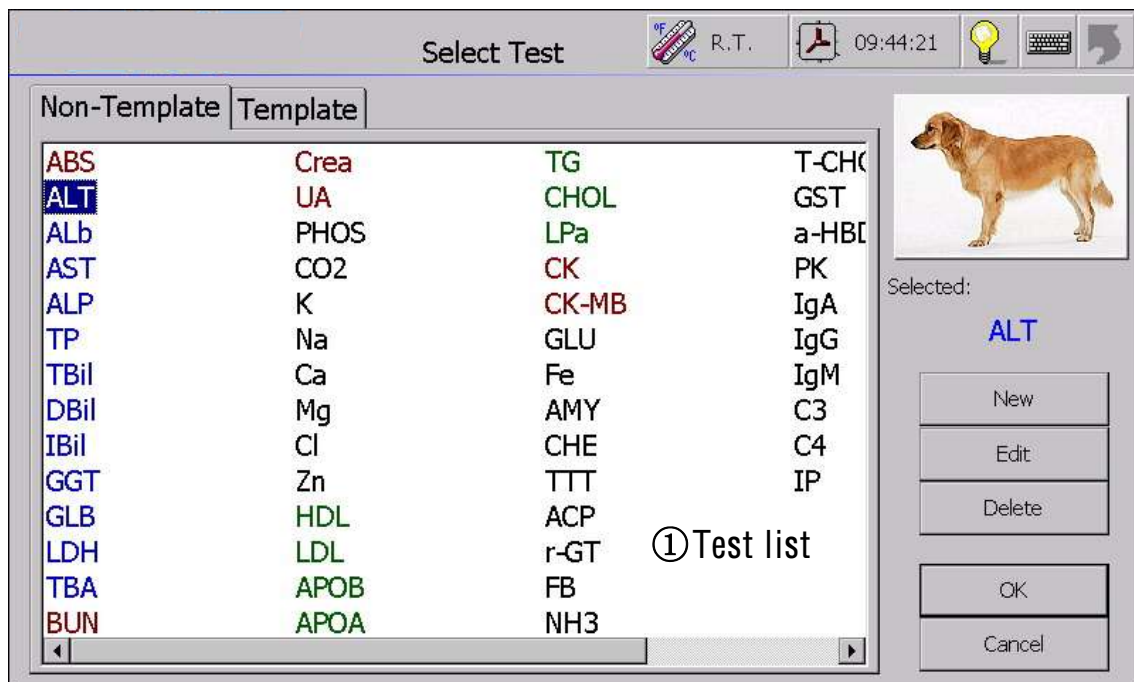 Select Test
°F °C R.T.
09:44:21
Non-Template Template
ABS Crea TG T-CHO
ALT UA CHOL GST
ALb PHOS LPa a-HBD
AST CO2 CK PK
ALP K CK-MB IgA
TP Na GLU IgG
TBil Ca Fe IgM
DBil Mg AMY C3
IBil Cl CHE C4
GGT Zn TTT IP
GLB HDL ACP
LDH LDL r-GT
TBA APOB FB
BUN APOA NH3
①Test list
Selected:
ALT
New
Edit
Delete
OK
Cancel